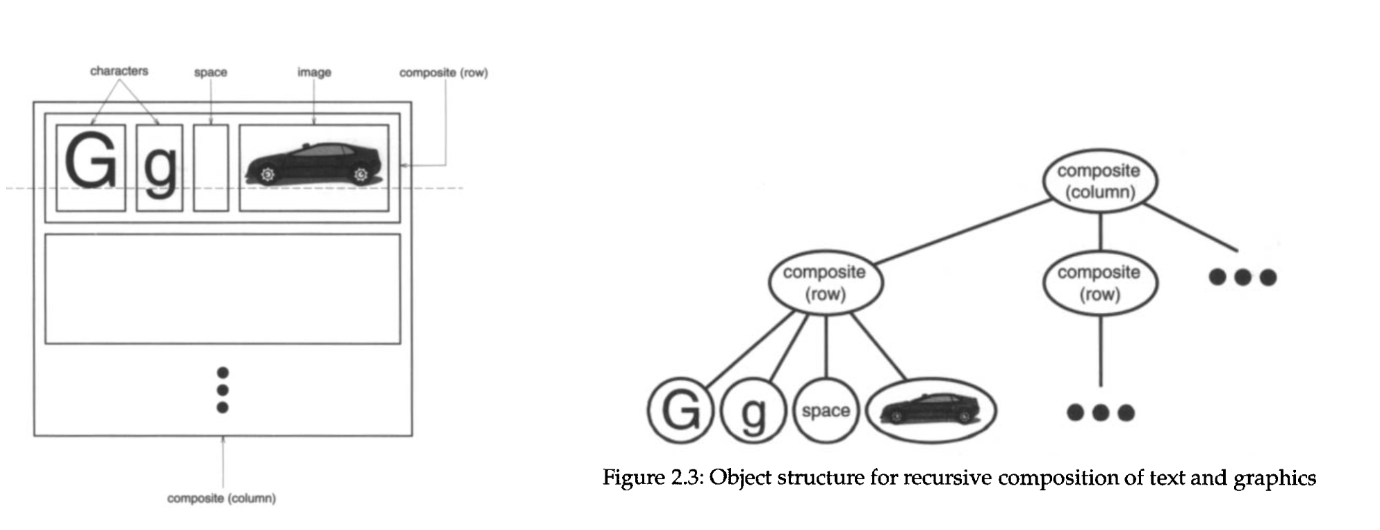 characters
space
image
composite (row)
G g
composite (column)
composite
(column)
composite
(row)
composite
(row)
G g space
Figure 2.3: Object structure for recursive composition of text and graphics